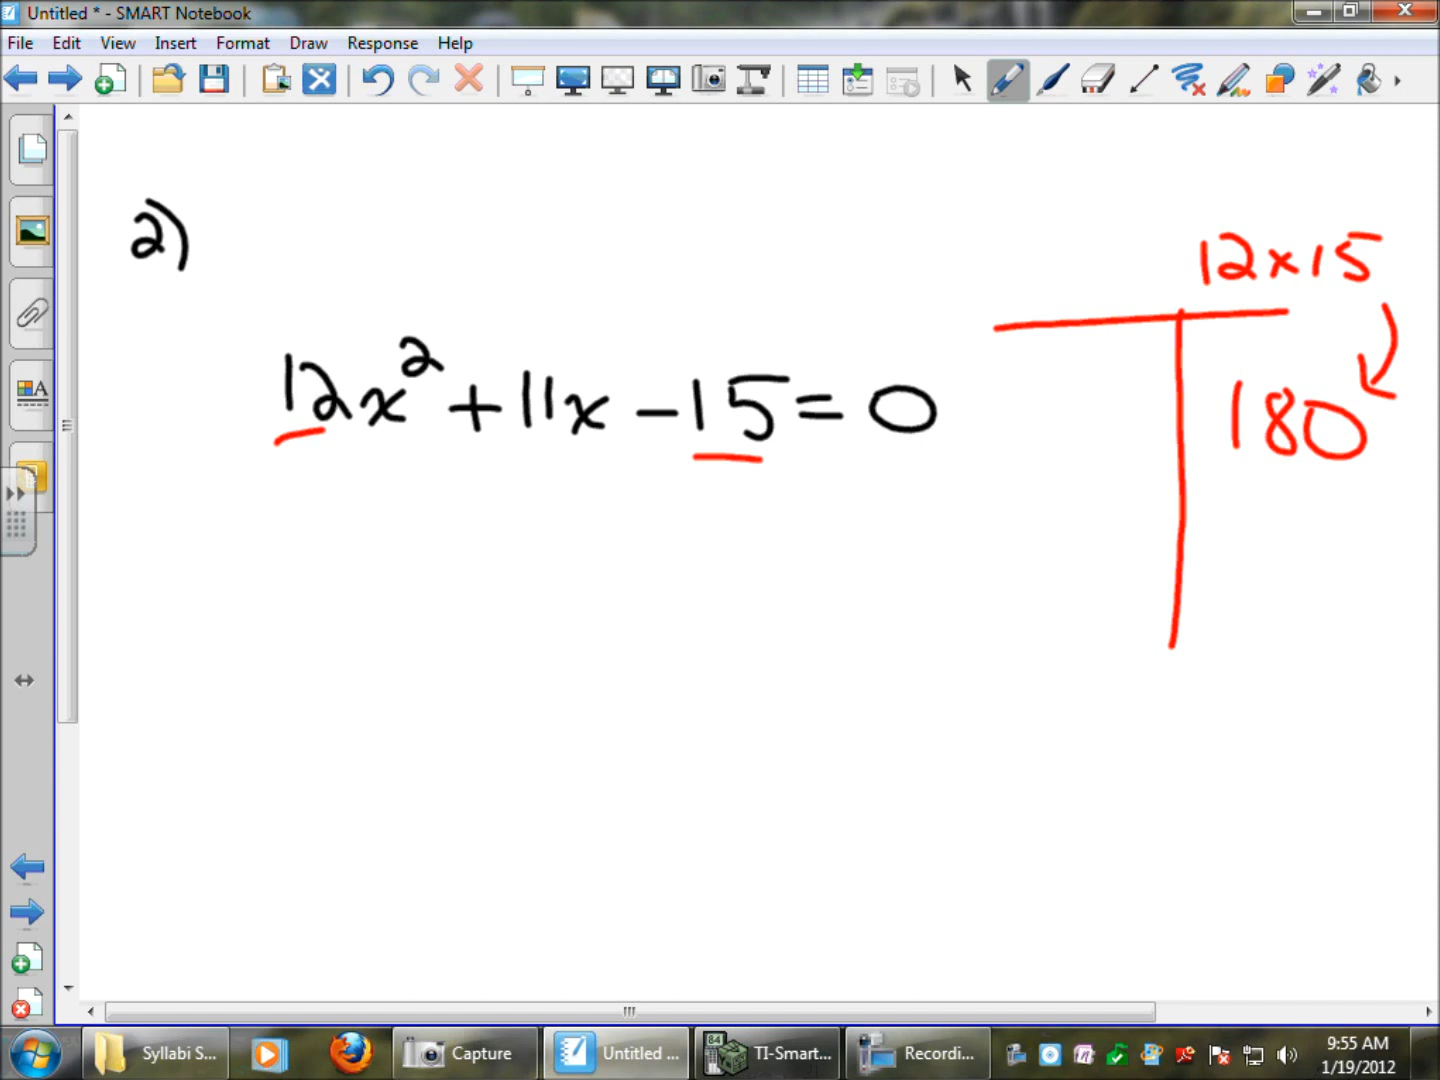 Untitled * - SMART Notebook
File Edit View Insert Format Draw Response Help
2)
12x² + 11x - 15 = 0
12 x 15
180
Syllabi S...
Capture
Untitled ...
84
TI-Smart...
Recordi...
9:55 AM
1/19/2012